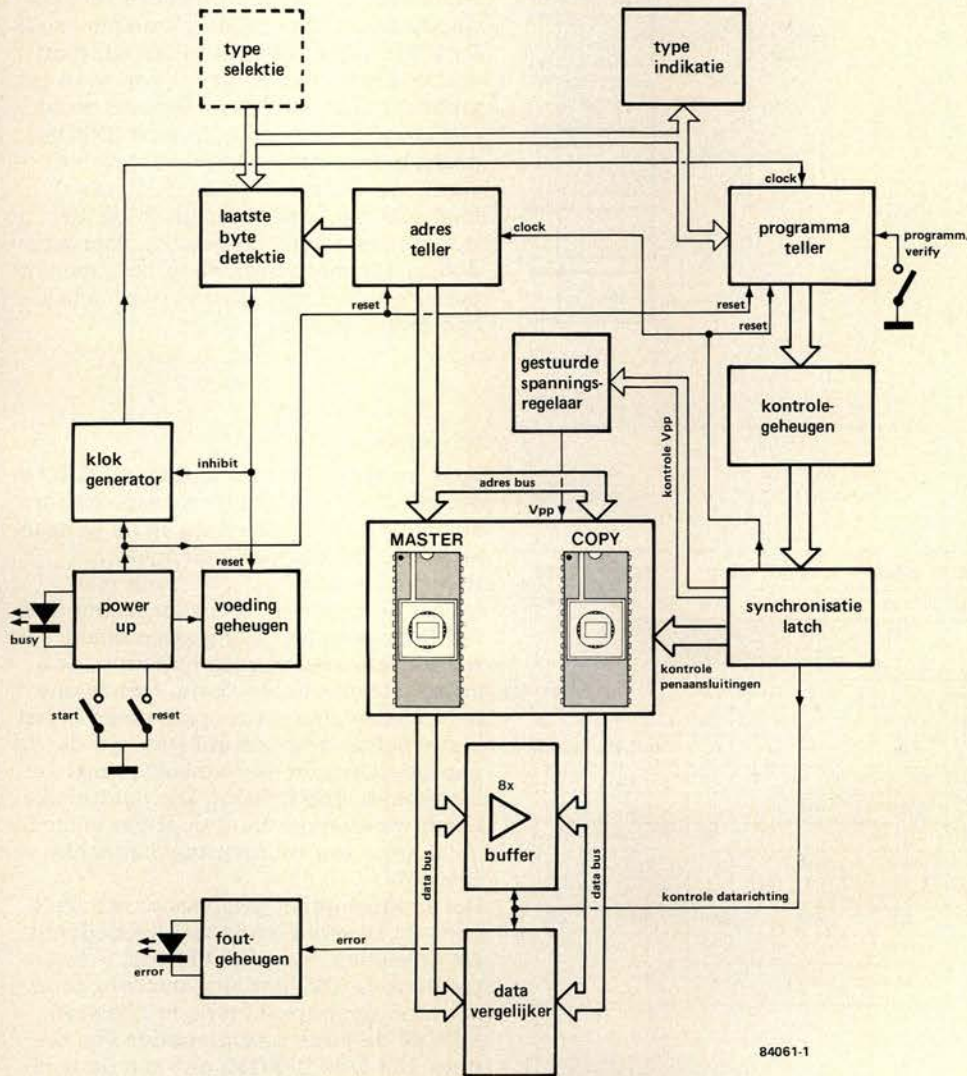 type
selektie
type
indikatie
clock
laatste
byte
detektie
adres
teller
clock
programma
teller
programm./
verify
reset
reset
reset
gestuurde
spannings-
regelaar
kontrole-
geheugen
klok
generator
inhibit
adres bus
kontrole Vpp
Vpp
MASTER
COPY
reset
power
up
voeding
geheugen
synchronisatie
latch
busy
kontrole
penaansluitingen
start
reset
8x
buffer
data bus
data bus
kontrole datarichting
fout-
geheugen
error
error
data
vergelijker
84061-1